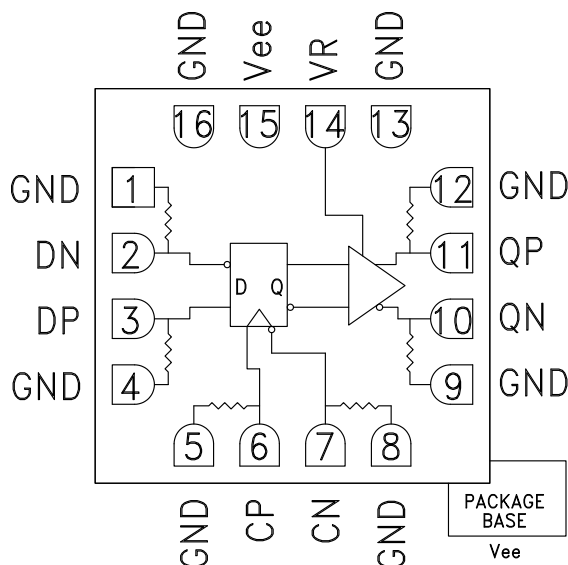 GND
Vee
VR
GND
16
15
14
13
GND 1
12 GND
DN 2
11 QP
D Q
DP 3
10 QN
GND 4
9 GND
5
6
7
8
GND
CP
CN
GND
PACKAGE
BASE
Vee